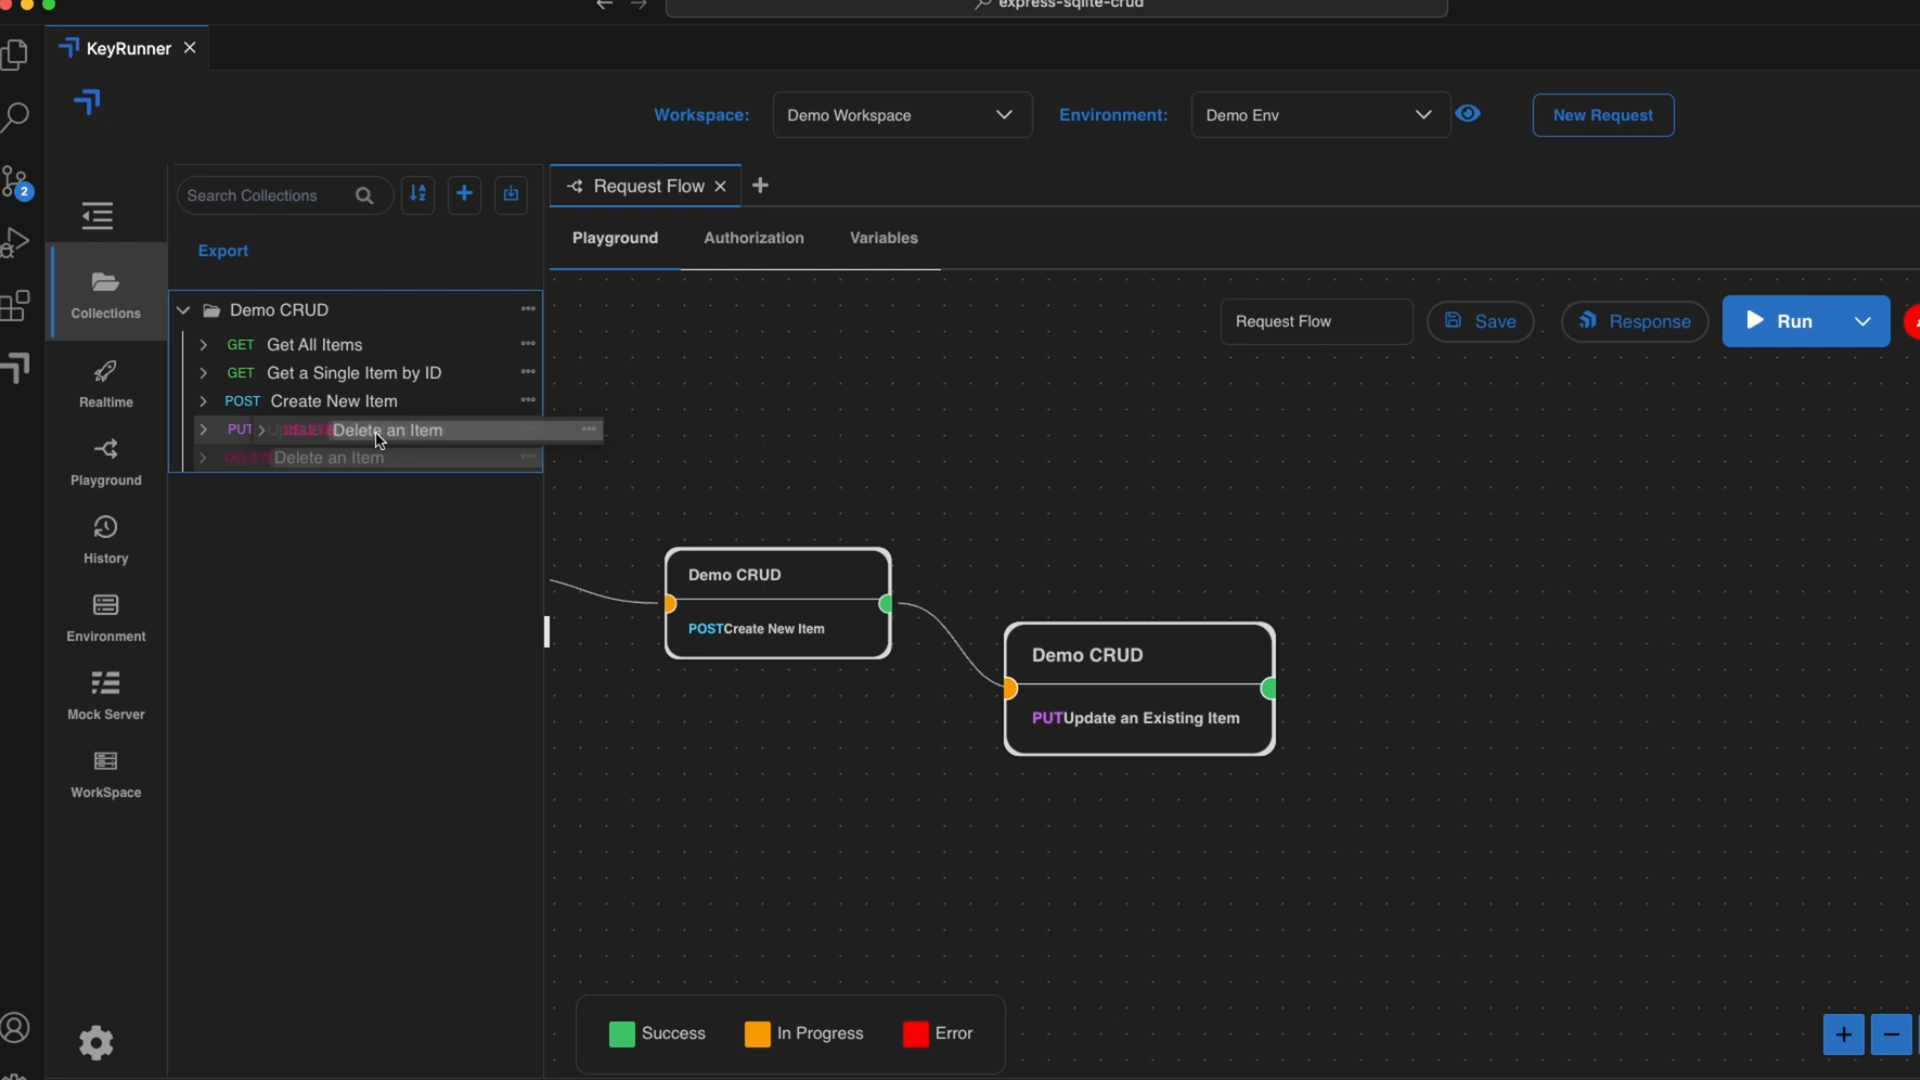 express-sqlite-crud
KeyRunner
2
Workspace: Demo Workspace Environment: Demo Env New Request
Search Collections
Export
Request Flow
Playground Authorization Variables
Collections
Realtime
Playground
History
Environment
Mock Server
WorkSpace
Demo CRUD
GET Get All Items
GET Get a Single Item by ID
POST Create New Item
PUT
Delete an Item
DELETE Delete an Item
Request Flow Save Response Run
Demo CRUD
POSTCreate New Item
Demo CRUD
PUTUpdate an Existing Item
Success In Progress Error